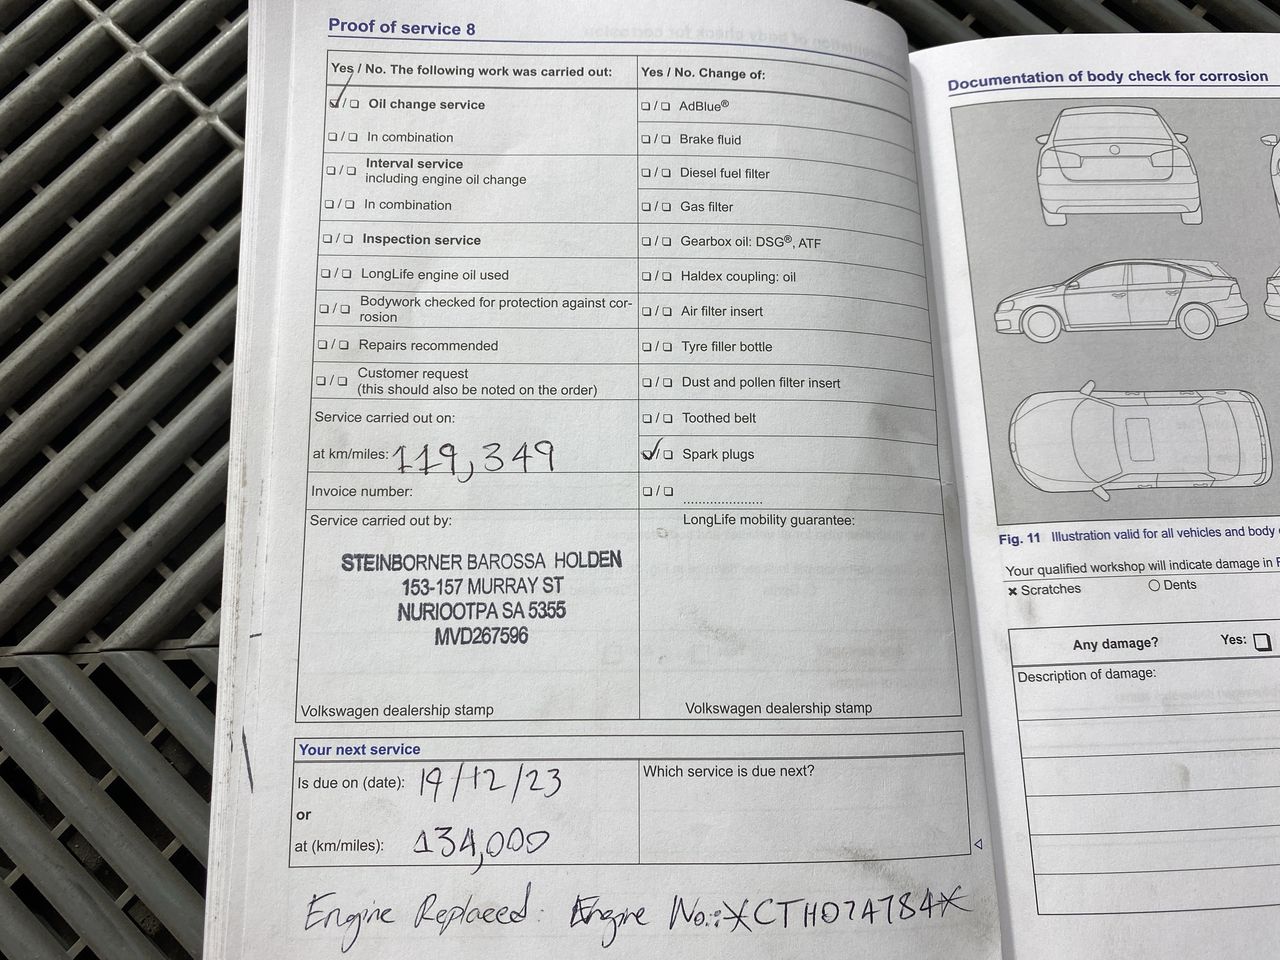 Proof of service 8
Yes / No. The following work was carried out:
Yes / No. Change of:
☑/❑ Oil change service
❑/❑ AdBlue®
❑/❑ In combination
❑/❑ Brake fluid
❑/❑ Interval service
including engine oil change
❑/❑ Diesel fuel filter
❑/❑ In combination
❑/❑ Gas filter
❑/❑ Inspection service
❑/❑ Gearbox oil: DSG®, ATF
❑/❑ LongLife engine oil used
❑/❑ Haldex coupling: oil
❑/❑ Bodywork checked for protection against cor-
rosion
❑/❑ Air filter insert
❑/❑ Repairs recommended
❑/❑ Tyre filler bottle
❑/❑ Customer request
(this should also be noted on the order)
❑/❑ Dust and pollen filter insert
Service carried out on:
❑/❑ Toothed belt
at km/miles: 119,349
☑/❑ Spark plugs
Invoice number:
❑/❑ ......................
Service carried out by:
LongLife mobility guarantee:
STEINBORNER BAROSSA HOLDEN
153-157 MURRAY ST
NURIOOTPA SA 5355
MVD267596
Volkswagen dealership stamp
Volkswagen dealership stamp
Your next service
Is due on (date): 19/12/23
Which service is due next?
or
at (km/miles): 134,000
Engine Replaced: Engine No.: *CTH07A784*
Documentation of body check for corrosion
Fig. 11 Illustration valid for all vehicles and body
Your qualified workshop will indicate damage in
× Scratches
○ Dents
Any damage?
Yes: ❑
Description of damage: